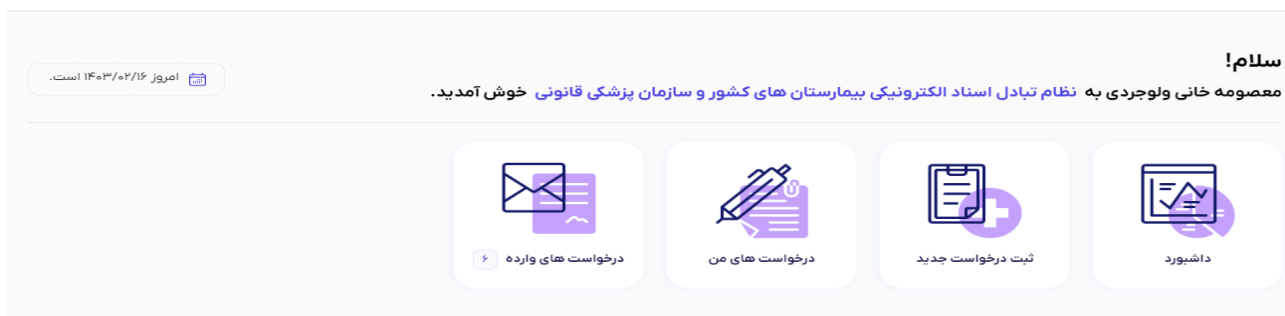 سلام!
امروز ۱۴۰۳/۰۲/۱۶ است.
معصومه خانی ولوجردی به نظام تبادل اسناد الکترونیکی بیمارستان های کشور و سازمان پزشکی قانونی خوش آمدید.
داشبورد
ثبت درخواست جدید
درخواست های من
درخواست های وارده ۶